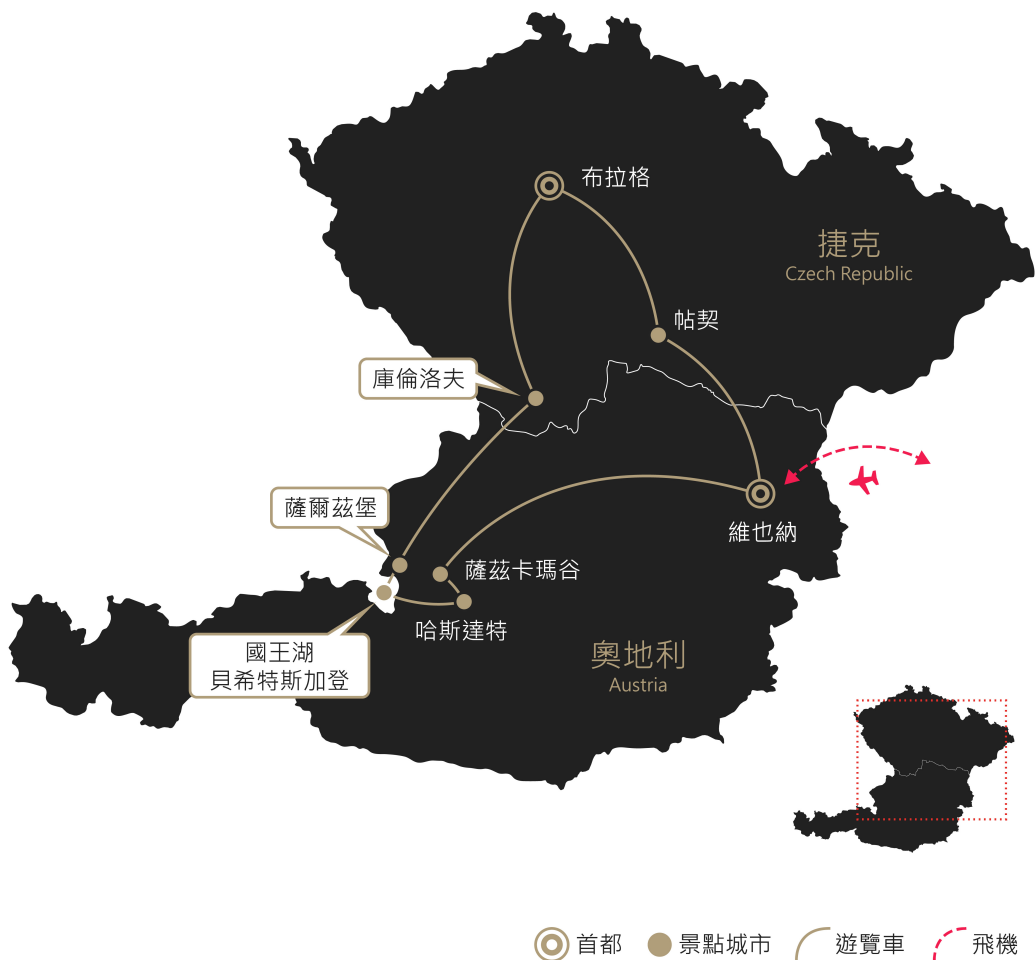 布拉格
捷克
Czech Republic
帖契
庫倫洛夫
薩爾茲堡
維也納
薩茲卡瑪谷
哈斯達特
國王湖
貝希特斯加登
奧地利
Austria
首都
景點城市
遊覽車
飛機